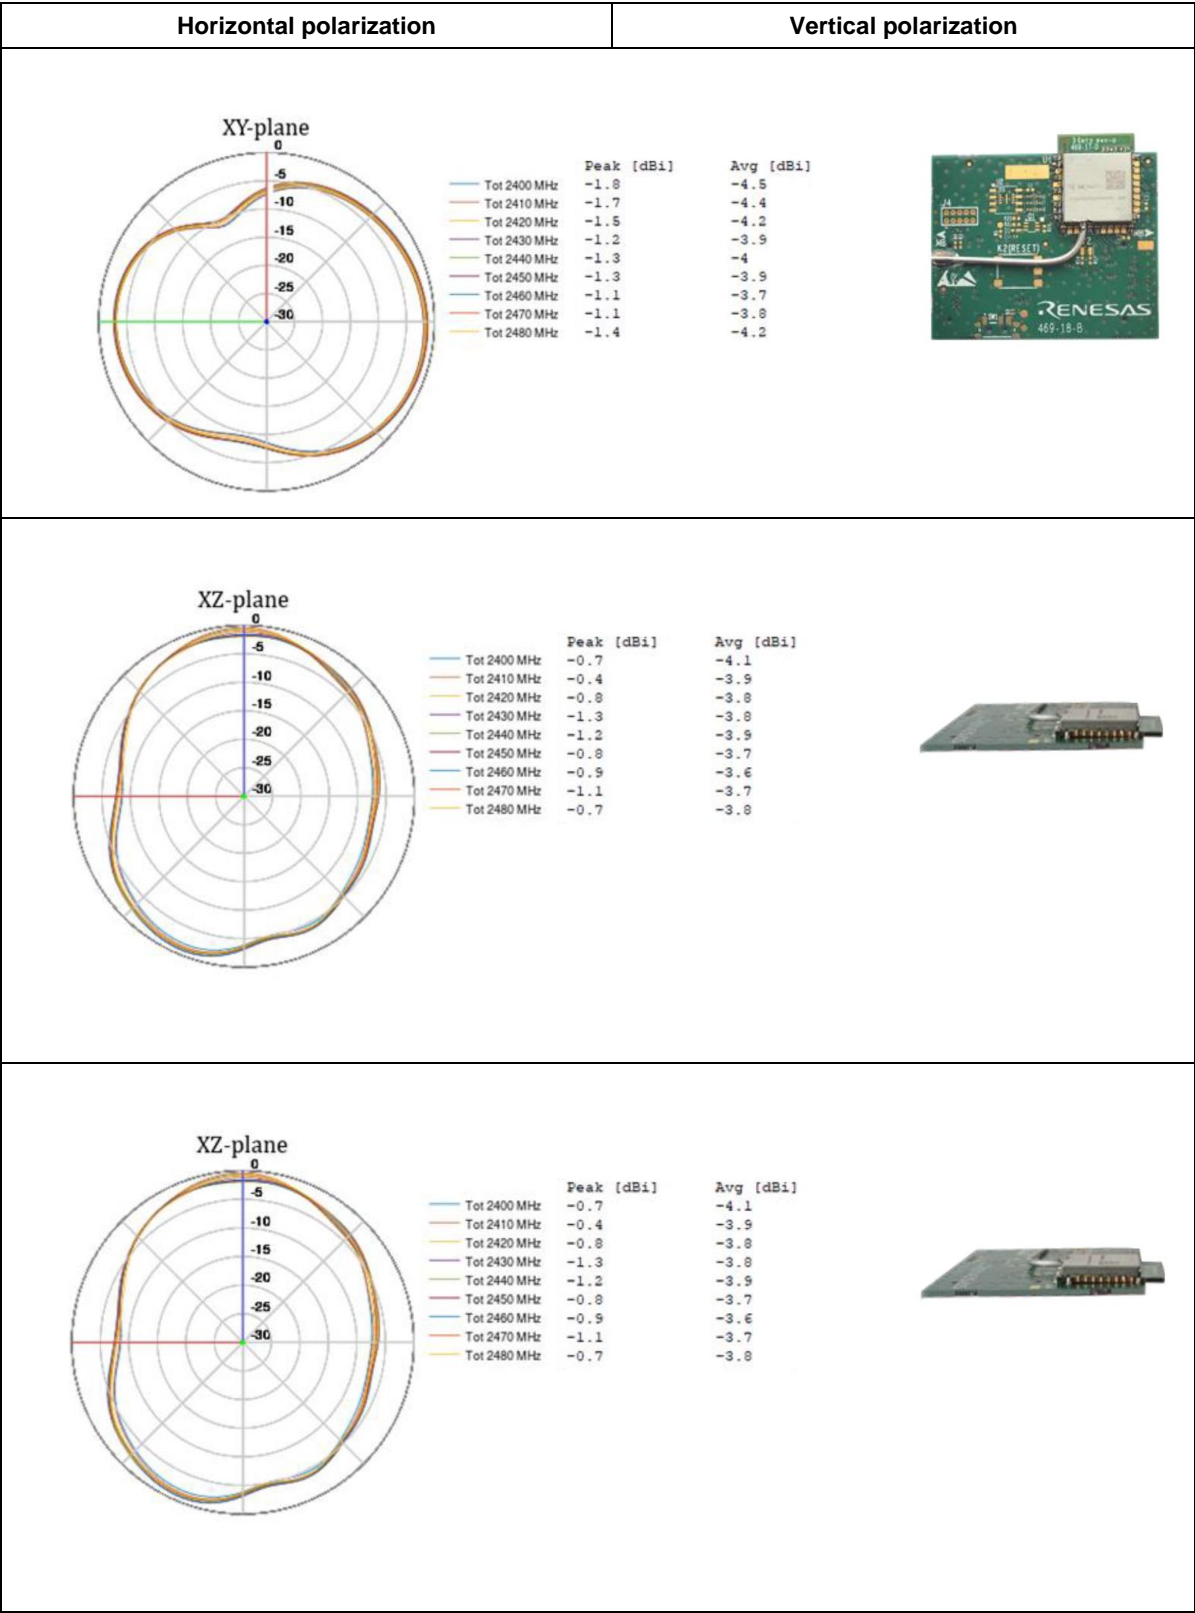 Horizontal polarization Vertical polarization
XY-plane
0
-5
-10
-15
-20
-25
-30
Peak [dBi] Avg [dBi]
Tot 2400 MHz -1.8 -4.5
Tot 2410 MHz -1.7 -4.4
Tot 2420 MHz -1.5 -4.2
Tot 2430 MHz -1.2 -3.9
Tot 2440 MHz -1.3 -4
Tot 2450 MHz -1.3 -3.9
Tot 2460 MHz -1.1 -3.7
Tot 2470 MHz -1.1 -3.8
Tot 2480 MHz -1.4 -4.2
J4
K2(RESET)
RENESAS
469-18-B
XZ-plane
0
-5
-10
-15
-20
-25
-30
Peak [dBi] Avg [dBi]
Tot 2400 MHz -0.7 -4.1
Tot 2410 MHz -0.4 -3.9
Tot 2420 MHz -0.8 -3.8
Tot 2430 MHz -1.3 -3.8
Tot 2440 MHz -1.2 -3.9
Tot 2450 MHz -0.8 -3.7
Tot 2460 MHz -0.9 -3.6
Tot 2470 MHz -1.1 -3.7
Tot 2480 MHz -0.7 -3.8
XZ-plane
0
-5
-10
-15
-20
-25
-30
Peak [dBi] Avg [dBi]
Tot 2400 MHz -0.7 -4.1
Tot 2410 MHz -0.4 -3.9
Tot 2420 MHz -0.8 -3.8
Tot 2430 MHz -1.3 -3.8
Tot 2440 MHz -1.2 -3.9
Tot 2450 MHz -0.8 -3.7
Tot 2460 MHz -0.9 -3.6
Tot 2470 MHz -1.1 -3.7
Tot 2480 MHz -0.7 -3.8